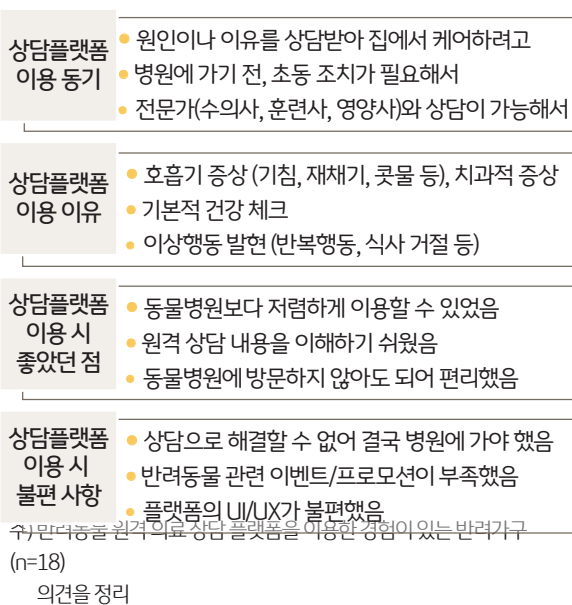 상담플랫폼
이용 동기
• 원인이나 이유를 상담받아 집에서 케어하려고
• 병원에 가기 전, 초동 조치가 필요해서
• 전문가(수의사, 훈련사, 영양사)와 상담이 가능해서
상담플랫폼
이용 이유
• 호흡기 증상 (기침, 재채기, 콧물 등), 치과적 증상
• 기본적 건강 체크
• 이상행동 발현 (반복행동, 식사 거절 등)
상담플랫폼
이용 시
좋았던 점
• 동물병원보다 저렴하게 이용할 수 있었음
• 원격 상담 내용을 이해하기 쉬웠음
• 동물병원에 방문하지 않아도 되어 편리했음
상담플랫폼
이용 시
불편 사항
• 상담으로 해결할 수 없어 결국 병원에 가야 했음
• 반려동물 관련 이벤트/프로모션이 부족했음
• 플랫폼의 UI/UX가 불편했음
주) 반려동물 원격 의료 상담 플랫폼을 이용한 경험이 있는 반려가구
(n=18)
의견을 정리